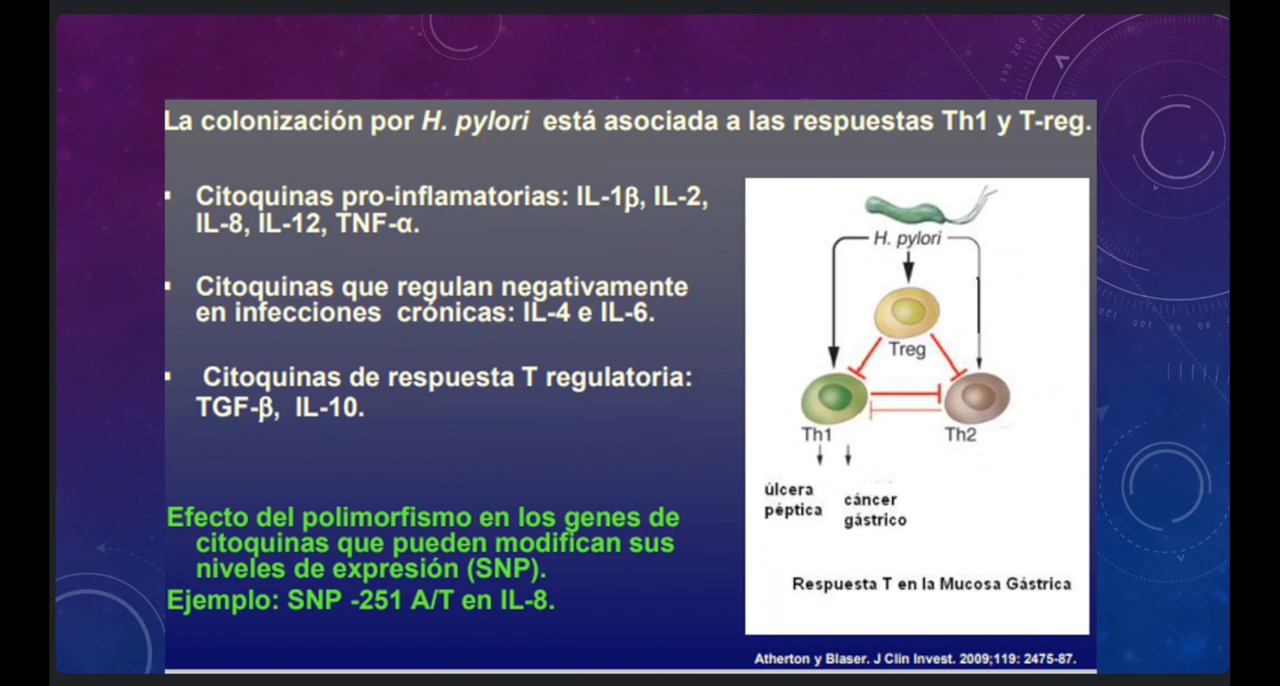 La colonización por H. pylori está asociada a las respuestas Th1 y T-reg.
▪ Citoquinas pro-inflamatorias: IL-1β, IL-2,
IL-8, IL-12, TNF-α.
▪ Citoquinas que regulan negativamente
en infecciones crónicas: IL-4 e IL-6.
▪ Citoquinas de respuesta T regulatoria:
TGF-β, IL-10.
Efecto del polimorfismo en los genes de
citoquinas que pueden modifican sus
niveles de expresión (SNP).
Ejemplo: SNP -251 A/T en IL-8.
H. pylori
Treg
Th1
Th2
úlcera
péptica
cáncer
gástrico
Respuesta T en la Mucosa Gástrica
Atherton y Blaser. J Clin Invest. 2009;119: 2475-87.